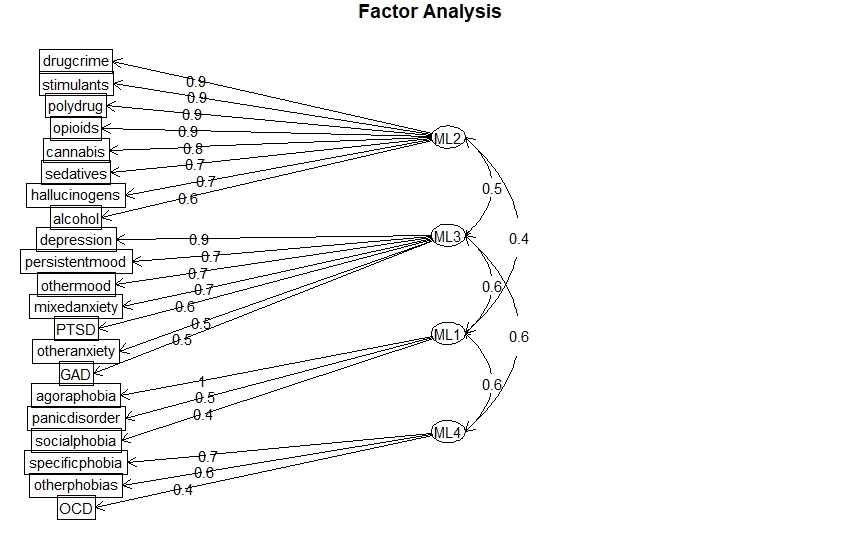 Factor Analysis
drugcrime
stimulants
polydrug
opioids
cannabis
sedatives
hallucinogens
alcohol
depression
persistentmood
othermood
mixedanxiety
PTSD
otheranxiety
GAD
agoraphobia
panicdisorder
socialphobia
specificphobia
otherphobias
OCD
0.9
0.9
0.9
0.9
0.8
0.7
0.7
0.6
0.9
0.7
0.7
0.7
0.6
0.5
0.5
1
0.5
0.4
0.7
0.6
0.4
ML2
ML3
ML1
ML4
0.5
0.4
0.6
0.6
0.6